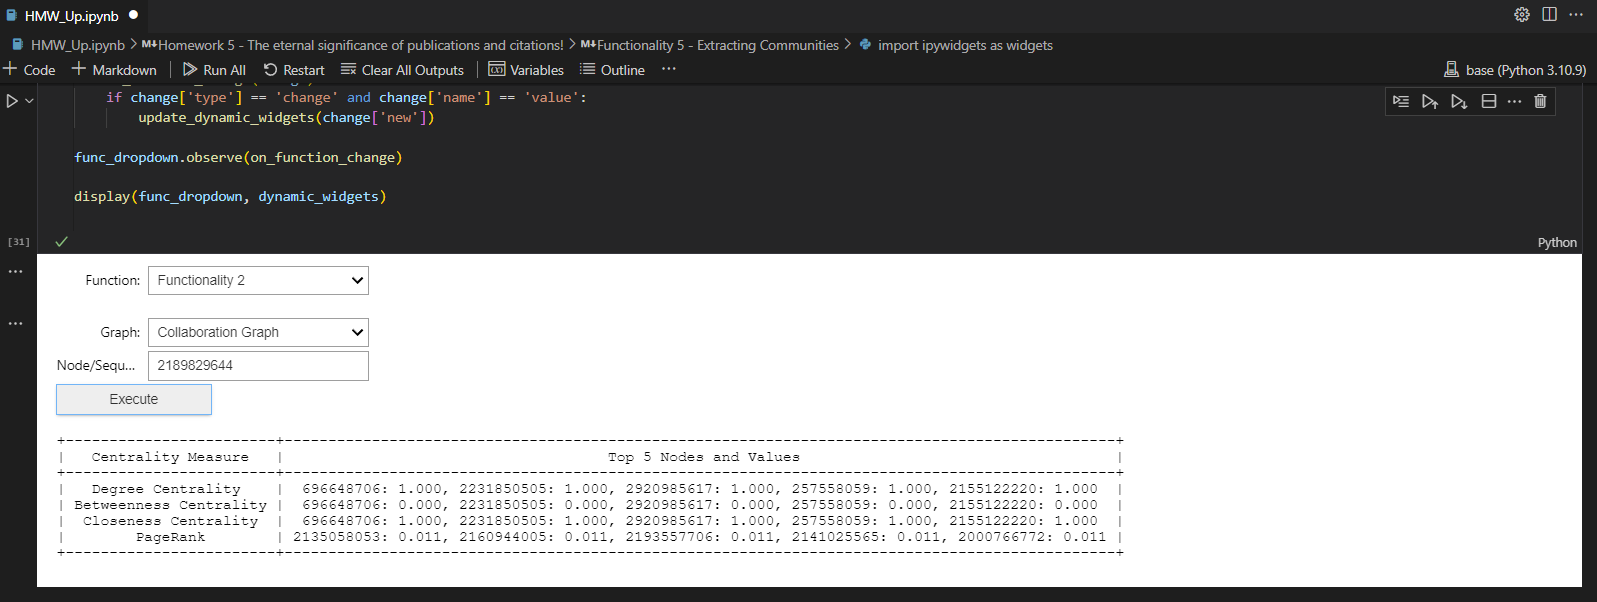 HMW_Up.ipynb ●
HMW_Up.ipynb > M↓Homework 5 - The eternal significance of publications and citations! > M↓Functionality 5 - Extracting Communities > import ipywidgets as widgets
+ Code + Markdown | Run All Restart Clear All Outputs | Variables Outline ... base (Python 3.10.9)
if change['type'] == 'change' and change['name'] == 'value':
update_dynamic_widgets(change['new'])
func_dropdown.observe(on_function_change)
display(func_dropdown, dynamic_widgets)
[31] Python
Function: Functionality 2
Graph: Collaboration Graph
Node/Sequ... 2189829644
Execute
+------------------------+-----------------------------------------------------------------------------------------------+
| Centrality Measure | Top 5 Nodes and Values |
+------------------------+-----------------------------------------------------------------------------------------------+
| Degree Centrality | 696648706: 1.000, 2231850505: 1.000, 2920985617: 1.000, 257558059: 1.000, 2155122220: 1.000 |
| Betweenness Centrality | 696648706: 0.000, 2231850505: 0.000, 2920985617: 0.000, 257558059: 0.000, 2155122220: 0.000 |
| Closeness Centrality | 696648706: 1.000, 2231850505: 1.000, 2920985617: 1.000, 257558059: 1.000, 2155122220: 1.000 |
| PageRank | 2135058053: 0.011, 2160944005: 0.011, 2193557706: 0.011, 2141025565: 0.011, 2000766772: 0.011 |
+------------------------+-----------------------------------------------------------------------------------------------+